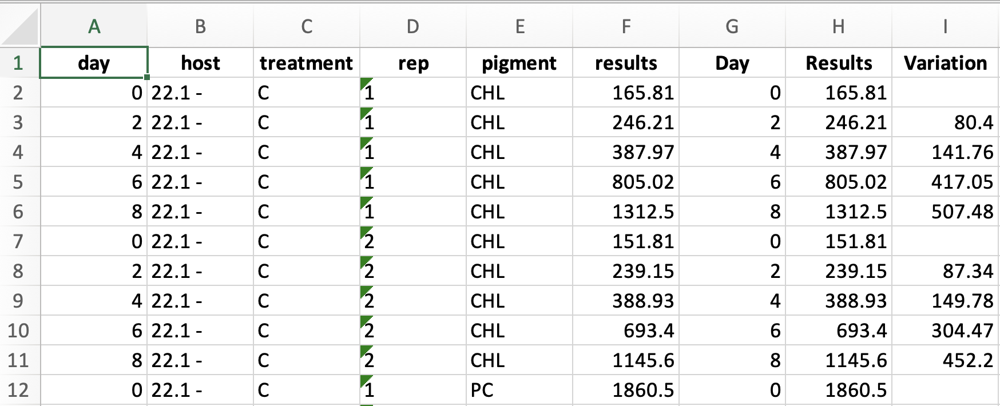 A B C D E F G H I
1 day host treatment rep pigment results Day Results Variation
2 0 22.1 - C 1 CHL 165.81 0 165.81
3 2 22.1 - C 1 CHL 246.21 2 246.21 80.4
4 4 22.1 - C 1 CHL 387.97 4 387.97 141.76
5 6 22.1 - C 1 CHL 805.02 6 805.02 417.05
6 8 22.1 - C 1 CHL 1312.5 8 1312.5 507.48
7 0 22.1 - C 2 CHL 151.81 0 151.81
8 2 22.1 - C 2 CHL 239.15 2 239.15 87.34
9 4 22.1 - C 2 CHL 388.93 4 388.93 149.78
10 6 22.1 - C 2 CHL 693.4 6 693.4 304.47
11 8 22.1 - C 2 CHL 1145.6 8 1145.6 452.2
12 0 22.1 - C 1 PC 1860.5 0 1860.5